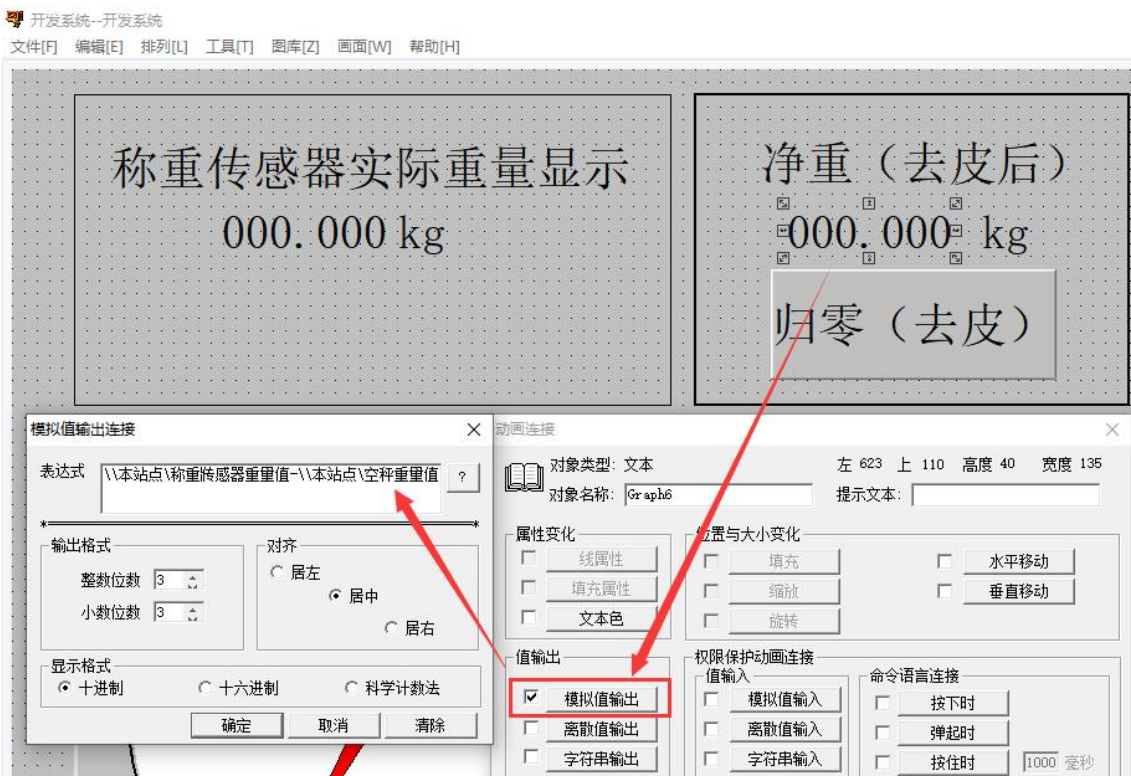 开发系统--开发系统
文件[F] 编辑[E] 排列[L] 工具[T] 图库[Z] 画面[W] 帮助[H]
称重传感器实际重量显示
000.000 kg
净重（去皮后）
000.000 kg
归零（去皮）
模拟值输出连接
表达式 \\本站点\称重传感器重量值-\\本站点\空秤重量值 ?
输出格式
整数位数 3
小数位数 3
对齐
居左
居中
居右
显示格式
十进制 十六进制 科学计数法
确定 取消 清除
动画连接
对象类型: 文本 左 623 上 110 高度 40 宽度 135
对象名称: Graph6 提示文本:
属性变化
线属性
填充属性
文本色
位置与大小变化
填充 水平移动
缩放 垂直移动
旋转
值输出
模拟值输出
离散值输出
字符串输出
权限保护动画连接
值输入
模拟值输入
离散值输入
字符串输入
命令语言连接
按下时
弹起时
按住时 1000 毫秒